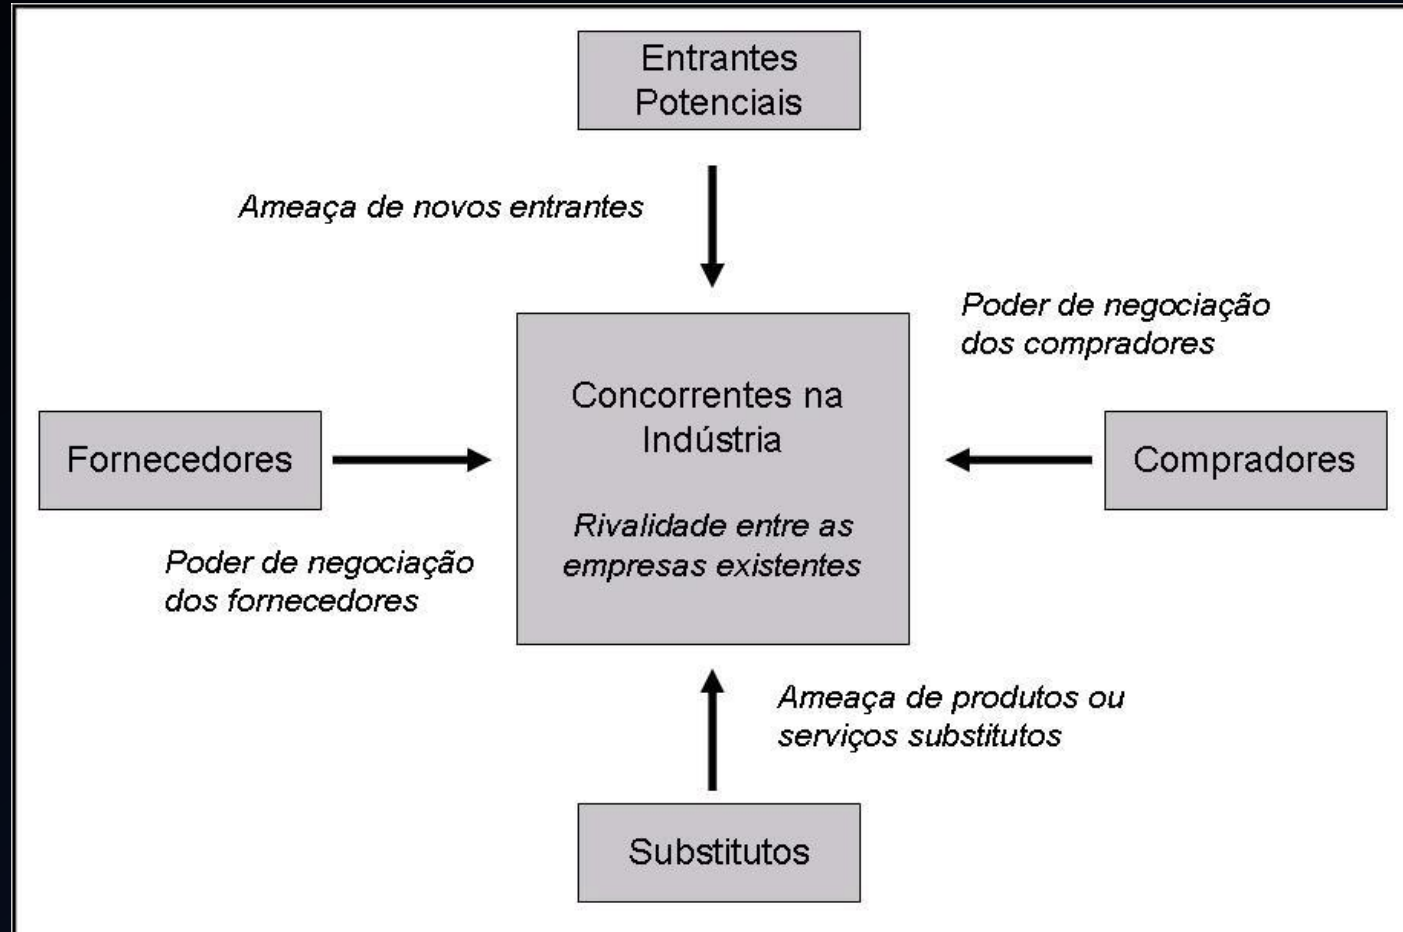 Entrantes
Potenciais
Ameaça de novos entrantes
Poder de negociação
dos compradores
Concorrentes na
Indústria
Fornecedores
Compradores
Rivalidade entre as
empresas existentes
Poder de negociação
dos fornecedores
Ameaça de produtos ou
serviços substitutos
Substitutos